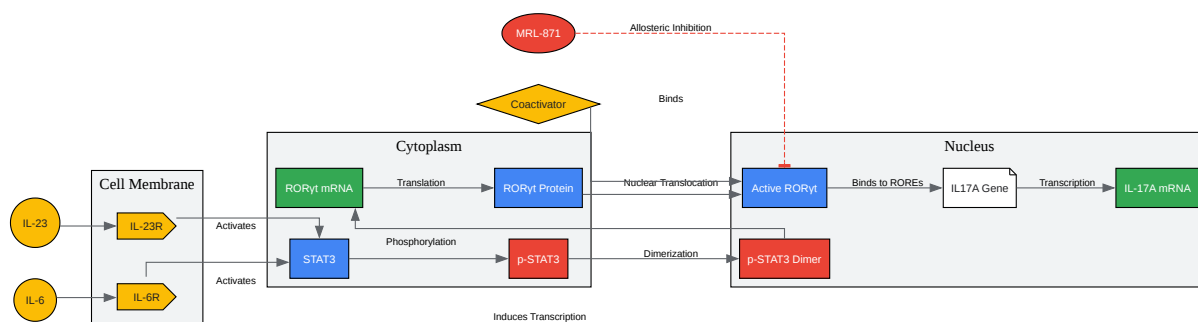 MRL-871
Allosteric Inhibition
Coactivator
Binds
Cytoplasm
Nucleus
Cell Membrane
RORγt mRNA
Translation
RORγt Protein
Nuclear Translocation
Active RORγt
Binds to ROREs
IL17A Gene
Transcription
IL-17A mRNA
IL-23
IL-23R
Activates
Phosphorylation
STAT3
p-STAT3
Dimerization
p-STAT3 Dimer
IL-6
IL-6R
Activates
Induces Transcription